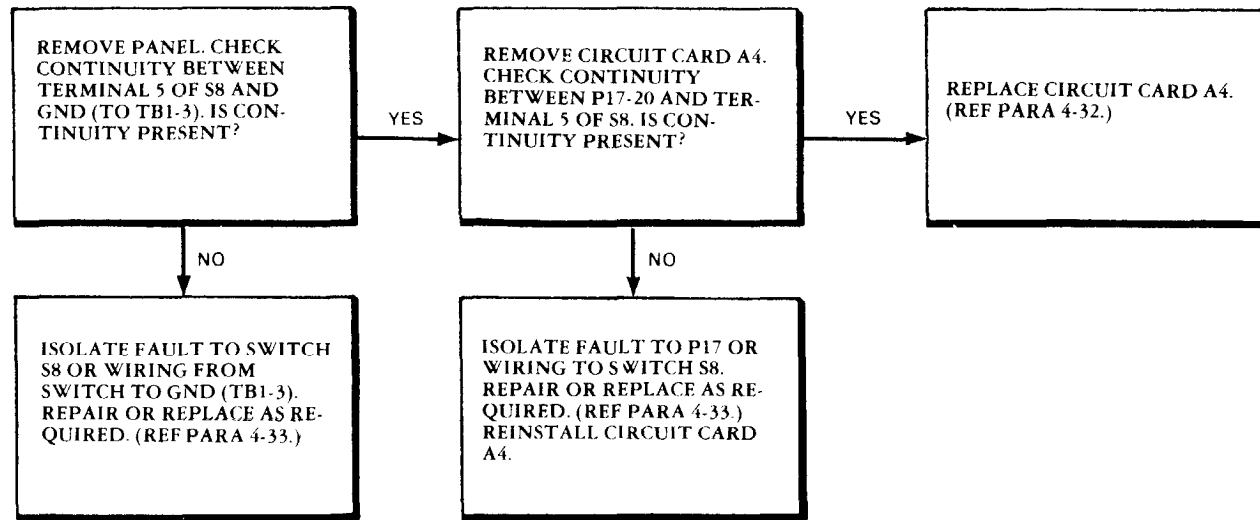 REMOVE PANEL. CHECK
CONTINUITY BETWEEN
TERMINAL 5 OF S8 AND
GND (TO TB1-3). IS CON-
TINUITY PRESENT?
YES
REMOVE CIRCUIT CARD A4.
CHECK CONTINUITY
BETWEEN P17-20 AND TER-
MINAL 5 OF S8. IS CON-
TINUITY PRESENT?
YES
REPLACE CIRCUIT CARD A4.
(REF PARA 4-32.)
NO
NO
ISOLATE FAULT TO SWITCH
S8 OR WIRING FROM
SWITCH TO GND (TB1-3).
REPAIR OR REPLACE AS RE-
QUIRED. (REF PARA 4-33.)
ISOLATE FAULT TO P17 OR
WIRING TO SWITCH S8.
REPAIR OR REPLACE AS RE-
QUIRED. (REF PARA 4-33.)
REINSTALL CIRCUIT CARD
A4.